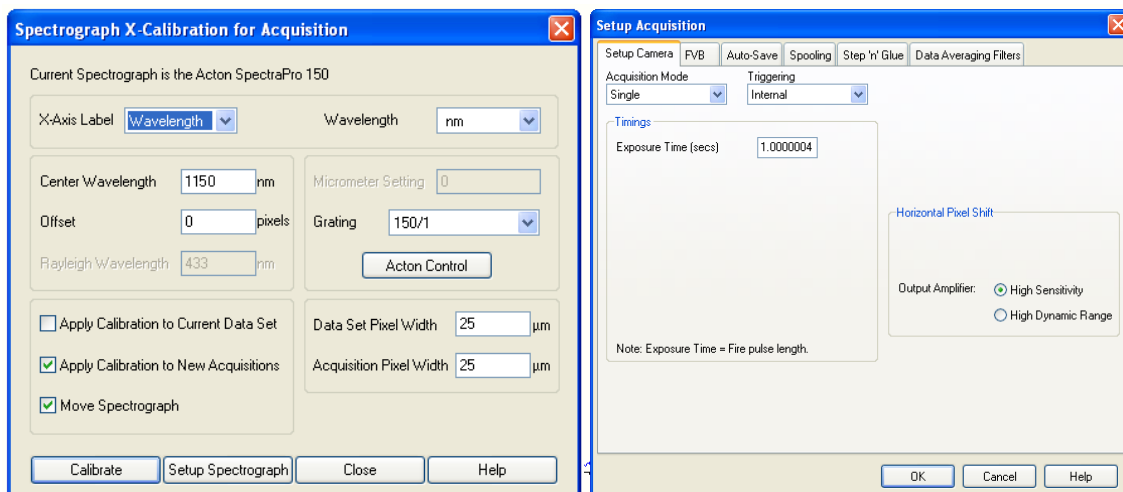 Spectrograph X-Calibration for Acquisition
Current Spectrograph is the Acton SpectraPro 150
X-Axis Label Wavelength Wavelength nm
Center Wavelength 1150 nm
Offset 0 pixels
Rayleigh Wavelength 433 nm
Micrometer Setting 0
Grating 150/1
Acton Control
Apply Calibration to Current Data Set
Apply Calibration to New Acquisitions
Move Spectrograph
Data Set Pixel Width 25 µm
Acquisition Pixel Width 25 µm
Calibrate Setup Spectrograph Close Help
Setup Acquisition
Setup Camera FVB Auto-Save Spooling Step 'n' Glue Data Averaging Filters
Acquisition Mode Triggering
Single Internal
Timings
Exposure Time (secs) 1.0000004
Note: Exposure Time = Fire pulse length.
Horizontal Pixel Shift
Output Amplifier: High Sensitivity
High Dynamic Range
OK Cancel Help